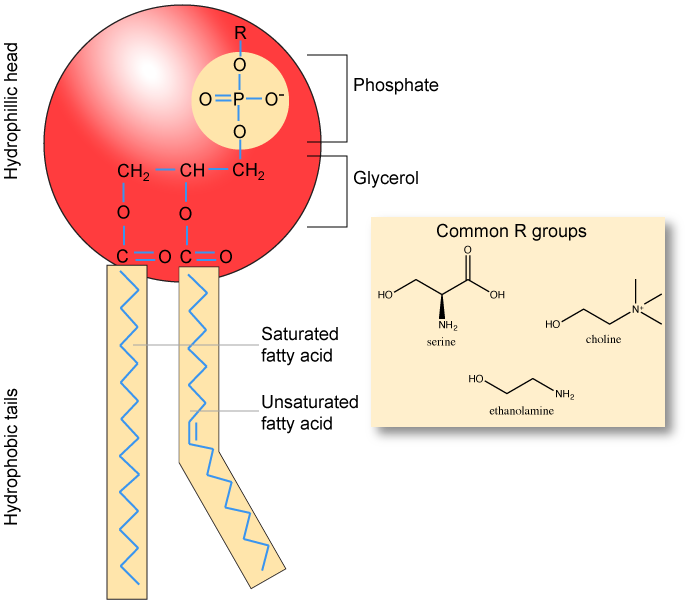 Hydrophillic head
R
O
O P O-
O
Phosphate
CH2 CH CH2
Glycerol
O O
C O C O
Common R groups
O
HO OH
NH2
serine
N+
HO
choline
HO
NH2
ethanolamine
Saturated
fatty acid
Unsaturated
fatty acid
Hydrophobic tails